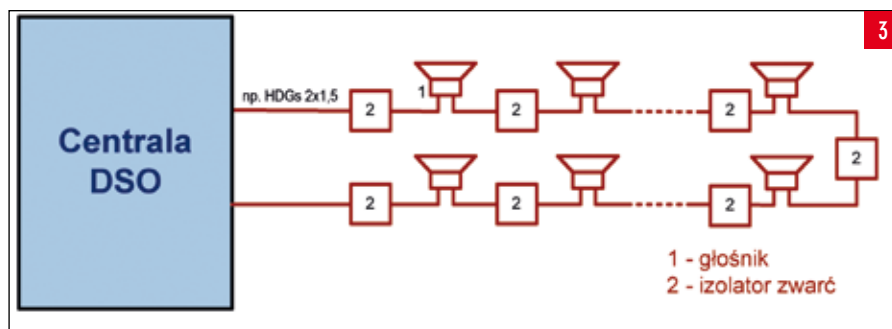 3
np. HDGs 2x1,5
1
2 2 2
Centrala
DSO
2
2 2 2
1 - głośnik
2 - izolator zwarć